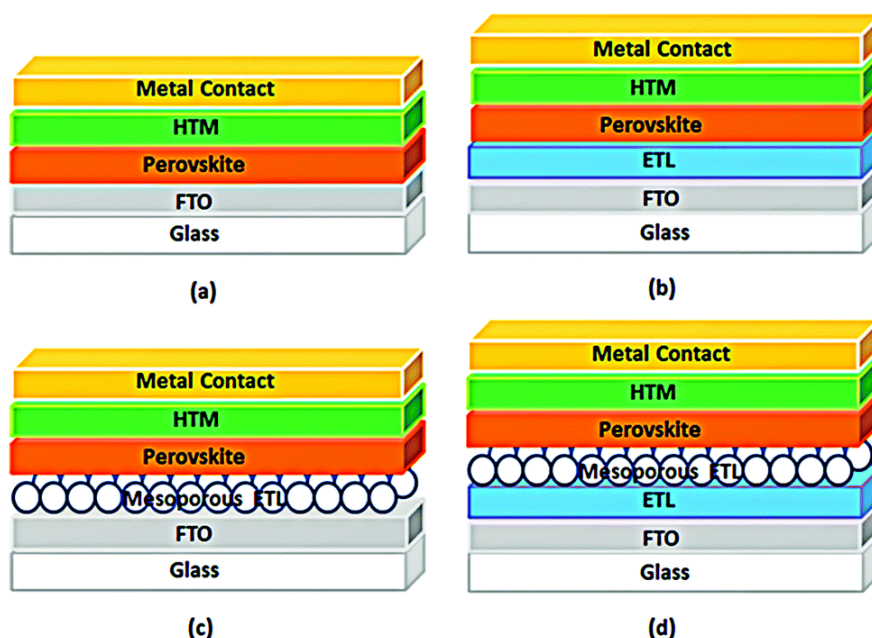 Metal Contact
HTM
Perovskite
FTO
Glass
(a)
Metal Contact
HTM
Perovskite
ETL
FTO
Glass
(b)
Metal Contact
HTM
Perovskite
Mesoporous ETL
FTO
Glass
(c)
Metal Contact
HTM
Perovskite
Mesoporous ETL
ETL
FTO
Glass
(d)